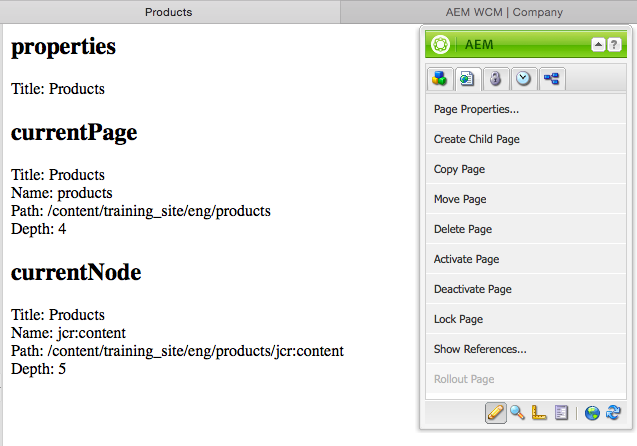 Products
AEM WCM | Company
properties
Title: Products
currentPage
Title: Products
Name: products
Path: /content/training_site/eng/products
Depth: 4
currentNode
Title: Products
Name: jcr:content
Path: /content/training_site/eng/products/jcr:content
Depth: 5
AEM
?
Page Properties...
Create Child Page
Copy Page
Move Page
Delete Page
Activate Page
Deactivate Page
Lock Page
Show References...
Rollout Page